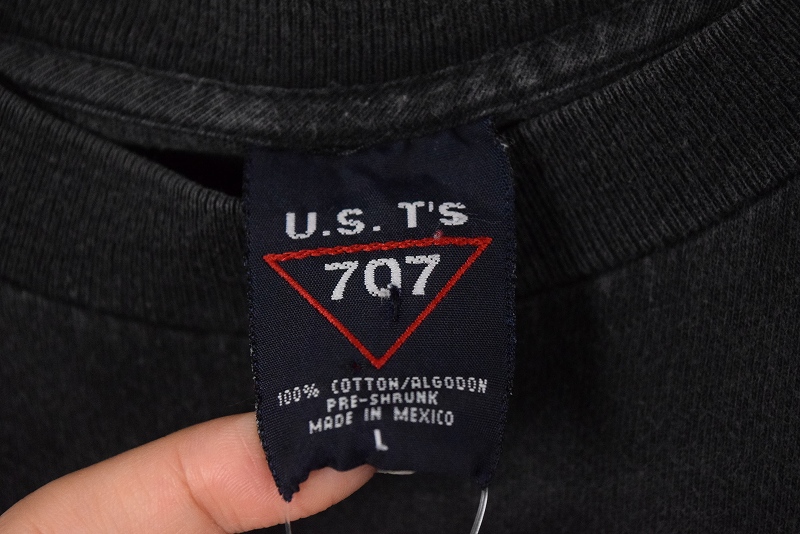 U.S. T'S
707
100% COTTON/ALGODON
PRE-SHRUNK
MADE IN MEXICO
L